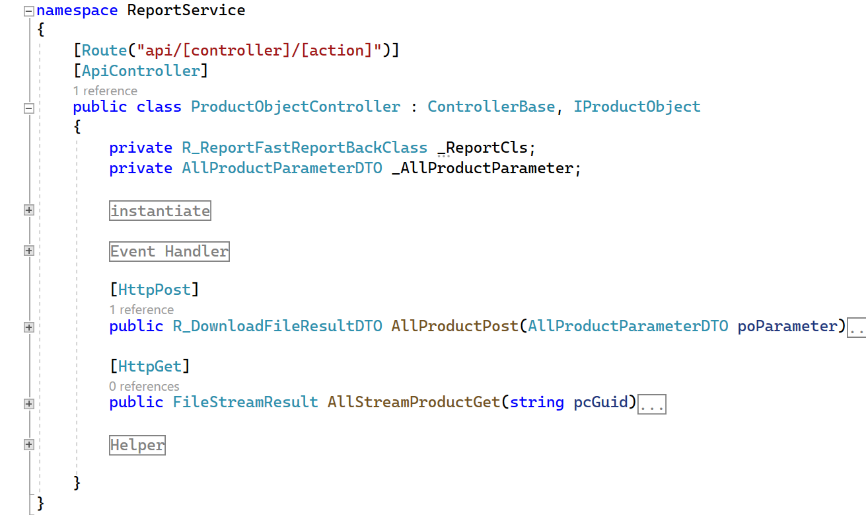 namespace ReportService
{
[Route("api/[controller]/[action]")]
[ApiController]
1 reference
public class ProductObjectController : ControllerBase, IProductObject
{
private R_ReportFastReportBackClass _ReportCls;
private AllProductParameterDTO _AllProductParameter;
instantiate
Event Handler
[HttpPost]
1 reference
public R_DownloadFileResultDTO AllProductPost(AllProductParameterDTO poParameter)...
[HttpGet]
0 references
public FileStreamResult AllStreamProductGet(string pcGuid)...
Helper
}
}